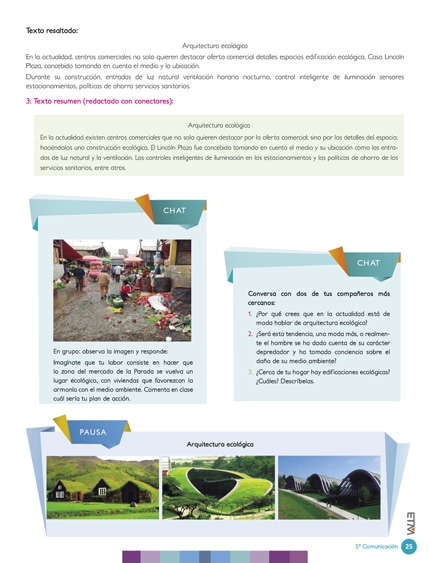 Texto resaltado:
Arquitectura ecológica
En la actualidad, centros comerciales no solo quieren destacar oferta comercial detalles espacios edificación ecológica. Caso Lincoln
Plaza, concebido tomando en cuenta el medio y la ubicación.
Durante su construcción, entradas de luz natural ventilación horario nocturno, control inteligente de iluminación sensores
estacionamientos, políticas de ahorro servicios sanitarios.
3: Texto resumen (redactado con conectores):
Arquitectura ecológica
En la actualidad existen centros comerciales que no solo quieren destacar por la oferta comercial; sino por los detalles del espacio;
haciéndolos una construcción ecológica. El Lincoln Plaza fue concebido tomando en cuenta el medio y su ubicación como las entra-
das de luz natural y la ventilación. Los controles inteligentes de iluminación en los estacionamientos y las políticas de ahorro de los
servicios sanitarios, entre otros.
CHAT
En grupo: observa la imagen y responde:
Imagínate que tu labor consiste en hacer que
la zona del mercado de la Parada se vuelva un
lugar ecológico, con viviendas que favorezcan la
armonía con el medio ambiente. Comenta en clase
cuál sería tu plan de acción.
CHAT
Conversa con dos de tus compañeros más
cercanos:
1. ¿Por qué crees que en la actualidad está de
moda hablar de arquitectura ecológica?
2. ¿Será esta tendencia, una moda más, o realmen-
te el hombre se ha dado cuenta de su carácter
depredador y ha tomado conciencia sobre el
daño de su medio ambiente?
3. ¿Cerca de tu hogar hay edificaciones ecológicas?
¿Cuáles? Descríbelas.
PAUSA
Arquitectura ecológica
ETM
5° Comunicación 25